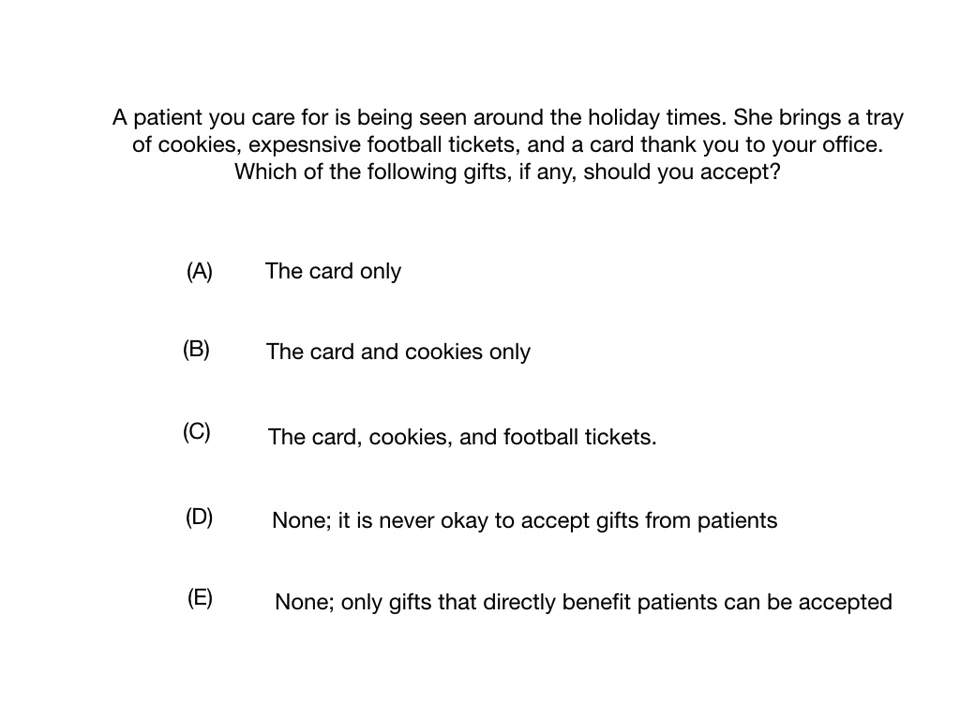 A patient you care for is being seen around the holiday times. She brings a tray
of cookies, expesnsive football tickets, and a card thank you to your office.
Which of the following gifts, if any, should you accept?
(A) The card only
(B) The card and cookies only
(C) The card, cookies, and football tickets.
(D) None; it is never okay to accept gifts from patients
(E) None; only gifts that directly benefit patients can be accepted